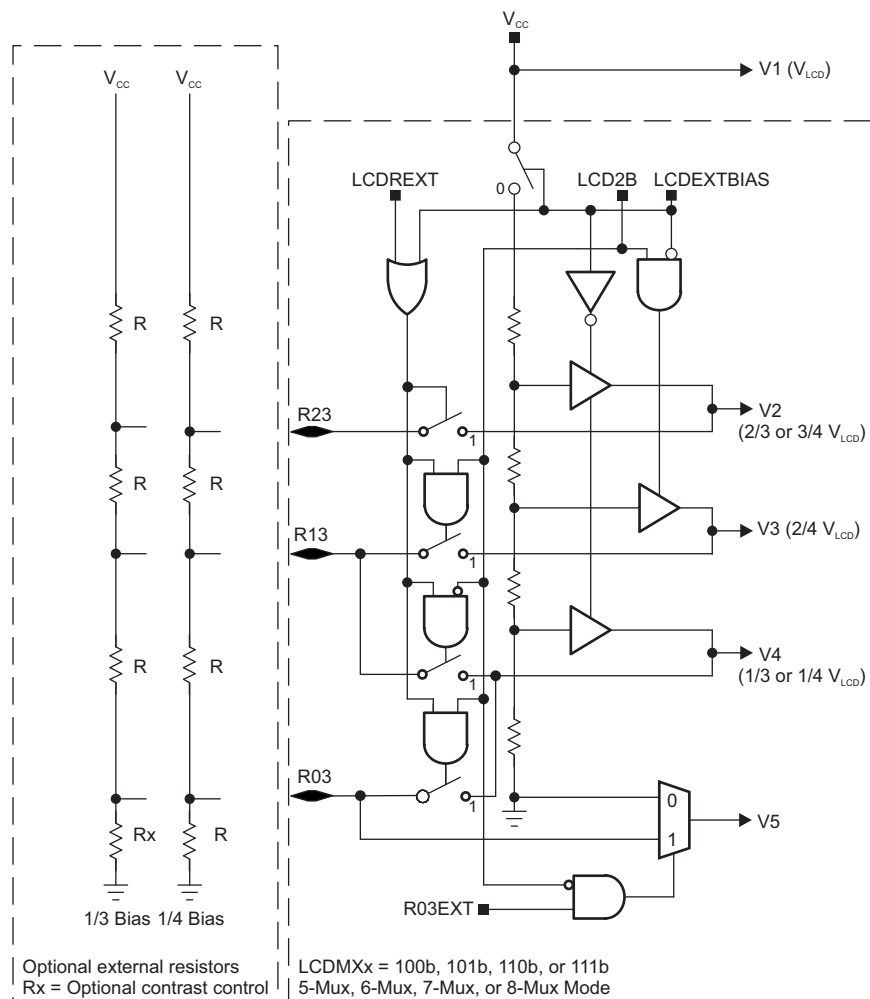 V_CC
V1 (V_LCD)
V_CC V_CC
LCDREXT LCD2B LCDEXTBIAS
0
R R
R23
1
V2
(2/3 or 3/4 V_LCD)
R R
R13
1
V3 (2/4 V_LCD)
R R
1
V4
(1/3 or 1/4 V_LCD)
R03
1
0
1
V5
Rx R
R03EXT
1/3 Bias 1/4 Bias
Optional external resistors
Rx = Optional contrast control
LCDMXx = 100b, 101b, 110b, or 111b
5-Mux, 6-Mux, 7-Mux, or 8-Mux Mode